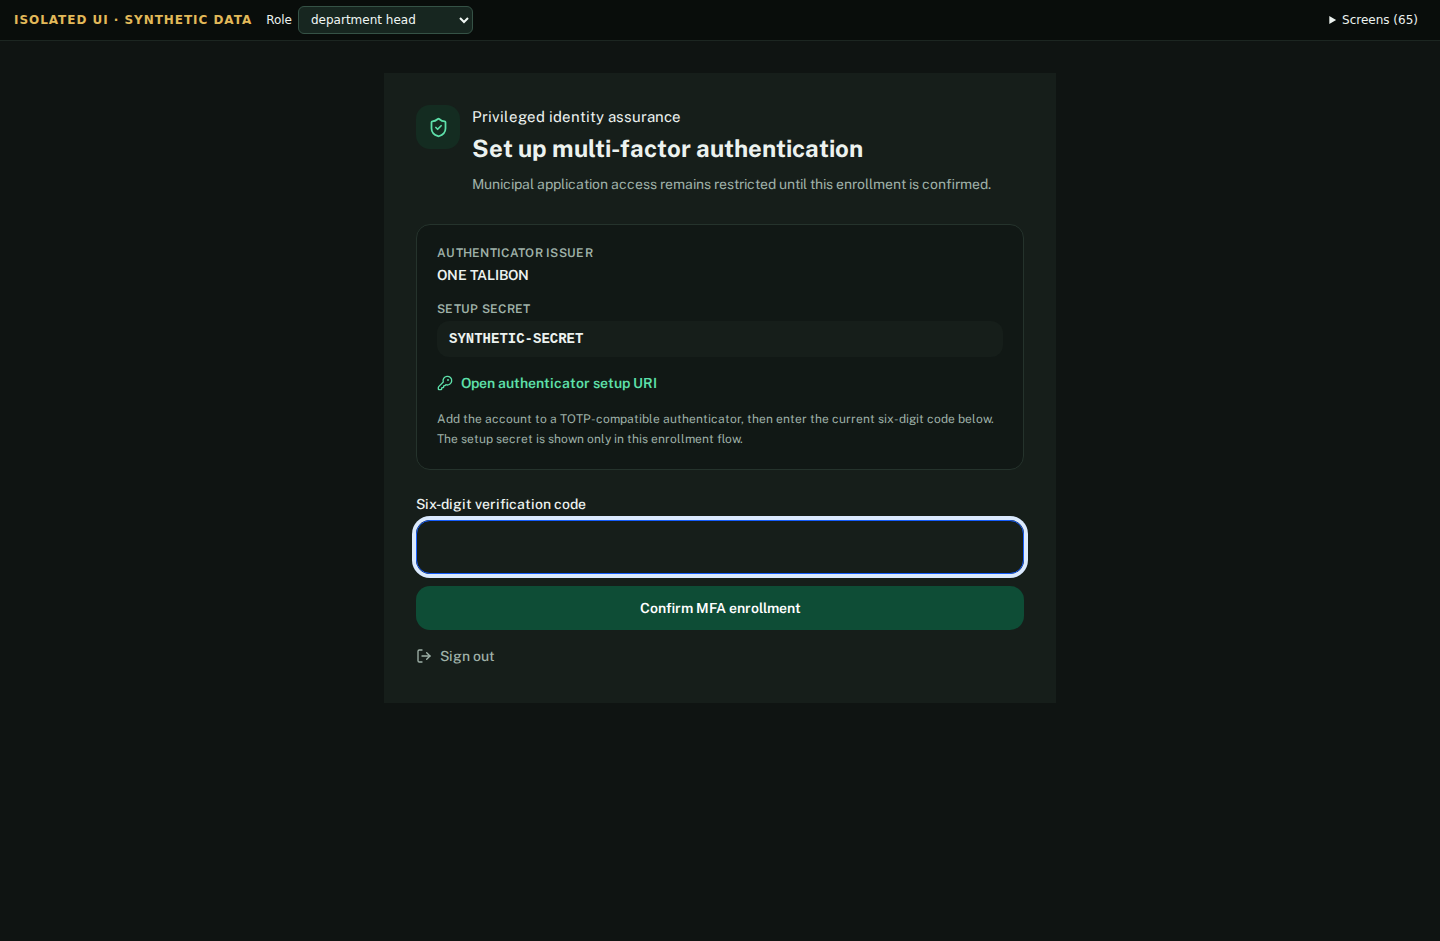 ISOLATED UI · SYNTHETIC DATA Role department head Screens (65)
Privileged identity assurance
Set up multi-factor authentication
Municipal application access remains restricted until this enrollment is confirmed.
AUTHENTICATOR ISSUER
ONE TALIBON
SETUP SECRET
SYNTHETIC-SECRET
Open authenticator setup URI
Add the account to a TOTP-compatible authenticator, then enter the current six-digit code below.
The setup secret is shown only in this enrollment flow.
Six-digit verification code
Confirm MFA enrollment
Sign out